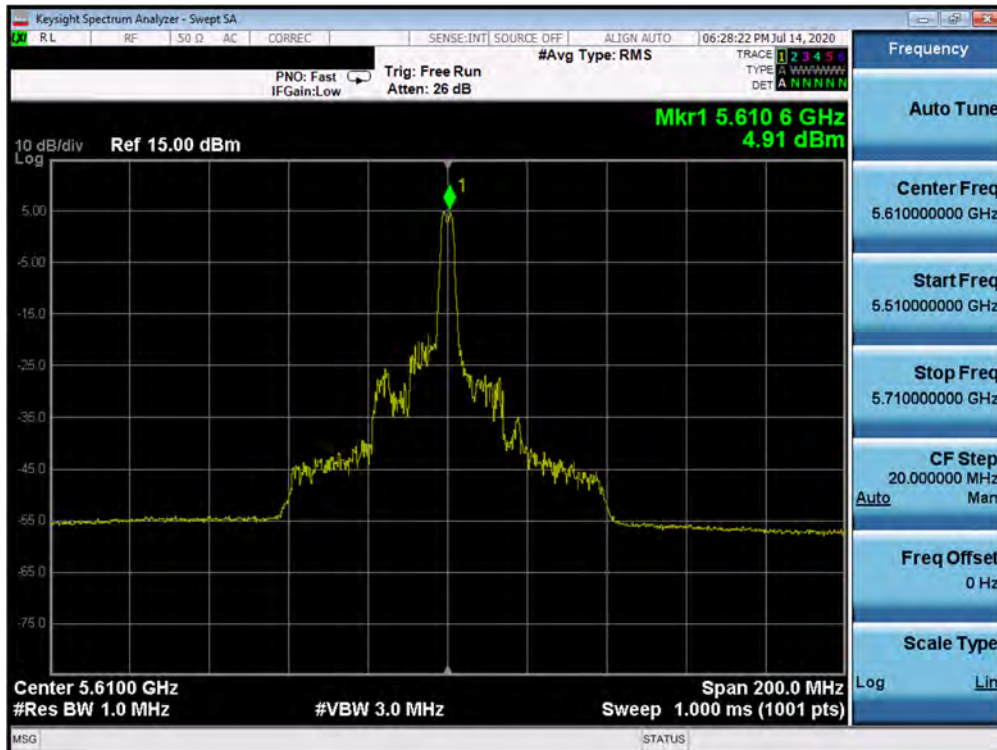 Keysight Spectrum Analyzer - Swept SA
RL RF 50 Ω AC CORREC SENSE:INT SOURCE OFF ALIGN AUTO 06:28:22 PM Jul 14, 2020
#Avg Type: RMS
TRACE 1 2 3 4 5 6
PNO: Fast Trig: Free Run
TYPE A WWWWW
IFGain:Low Atten: 26 dB
DET A N N N N N
Mkr1 5.610 6 GHz
4.91 dBm
10 dB/div Ref 15.00 dBm
Log
1
5.00
-5.00
-15.0
-25.0
-35.0
-45.0
-55.0
-65.0
-75.0
Center 5.6100 GHz Span 200.0 MHz
#Res BW 1.0 MHz #VBW 3.0 MHz Sweep 1.000 ms (1001 pts)
MSG STATUS
Frequency
Auto Tune
Center Freq
5.610000000 GHz
Start Freq
5.510000000 GHz
Stop Freq
5.710000000 GHz
CF Step
20.000000 MHz
Auto Man
Freq Offset
0 Hz
Scale Type
Log Lin